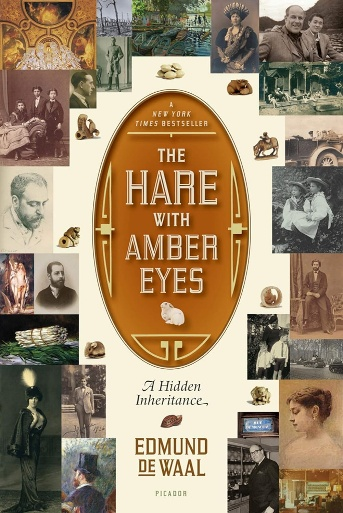 A
NEW YORK
TIMES BESTSELLER
THE
HARE
WITH
AMBER
EYES
A Hidden
Inheritance
EDMUND
DE WAAL
PICADOR